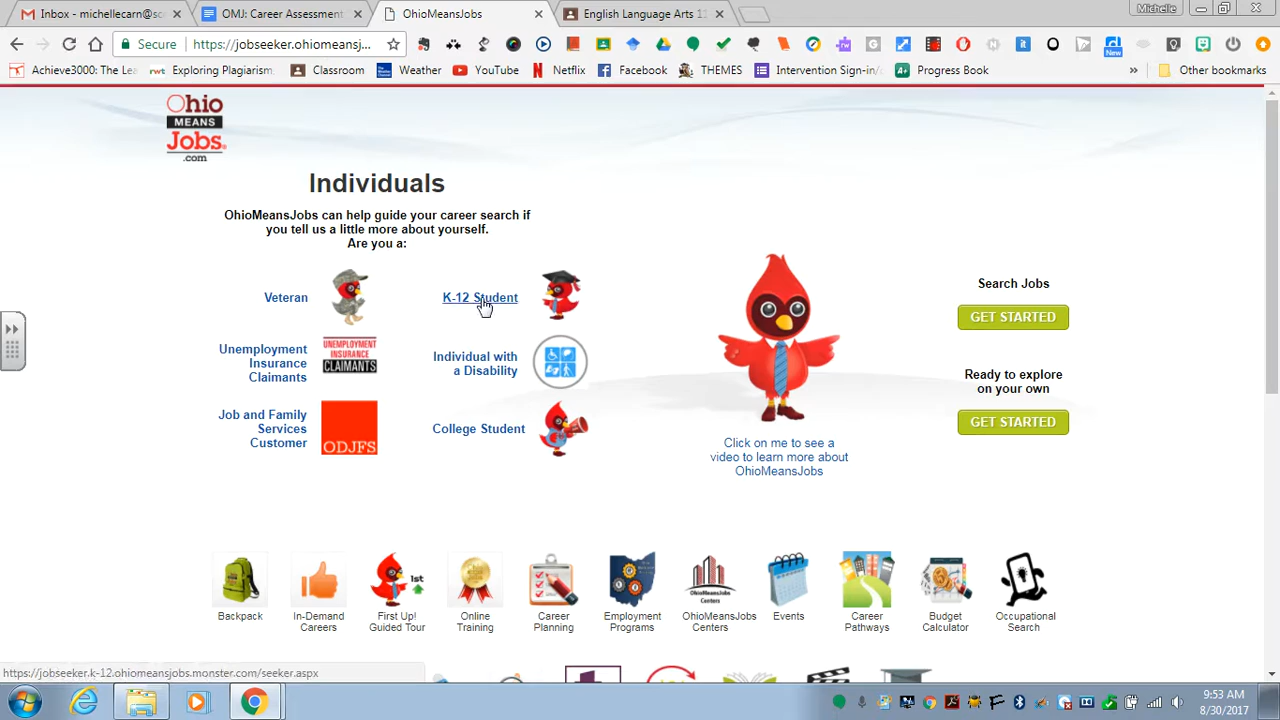 Michelle
Inbox - michellecarn@sc
OMJ: Career Assessment
OhioMeansJobs
English Language Arts 11
Secure
https://jobseeker.ohiomeansj...
New
Achieve3000: The Lea
rwt
Exploring Plagiarism
Classroom
Weather
YouTube
Netflix
Facebook
THEMES
Intervention Sign-in/
Progress Book
Other bookmarks
Ohio
MEANS
Jobs
.com
Individuals
OhioMeansJobs can help guide your career search if
you tell us a little more about yourself.
Are you a:
Veteran
K-12 Student
Unemployment
Insurance
Claimants
UNEMPLOYMENT
INSURANCE
CLAIMANTS
Individual with
a Disability
Job and Family
Services
Customer
ODJFS
College Student
Click on me to see a
video to learn more about
OhioMeansJobs
Search Jobs
GET STARTED
Ready to explore
on your own
GET STARTED
1st
OhioMeansJobs
Centers
Backpack
In-Demand
Careers
First Up!
Guided Tour
Online
Training
Career
Planning
Employment
Programs
OhioMeansJobs
Centers
Events
Career
Pathways
Budget
Calculator
Occupational
Search
https://jobseeker.k-12.ohiomeansjobs.monster.com/seeker.aspx
9:53 AM
8/30/2017